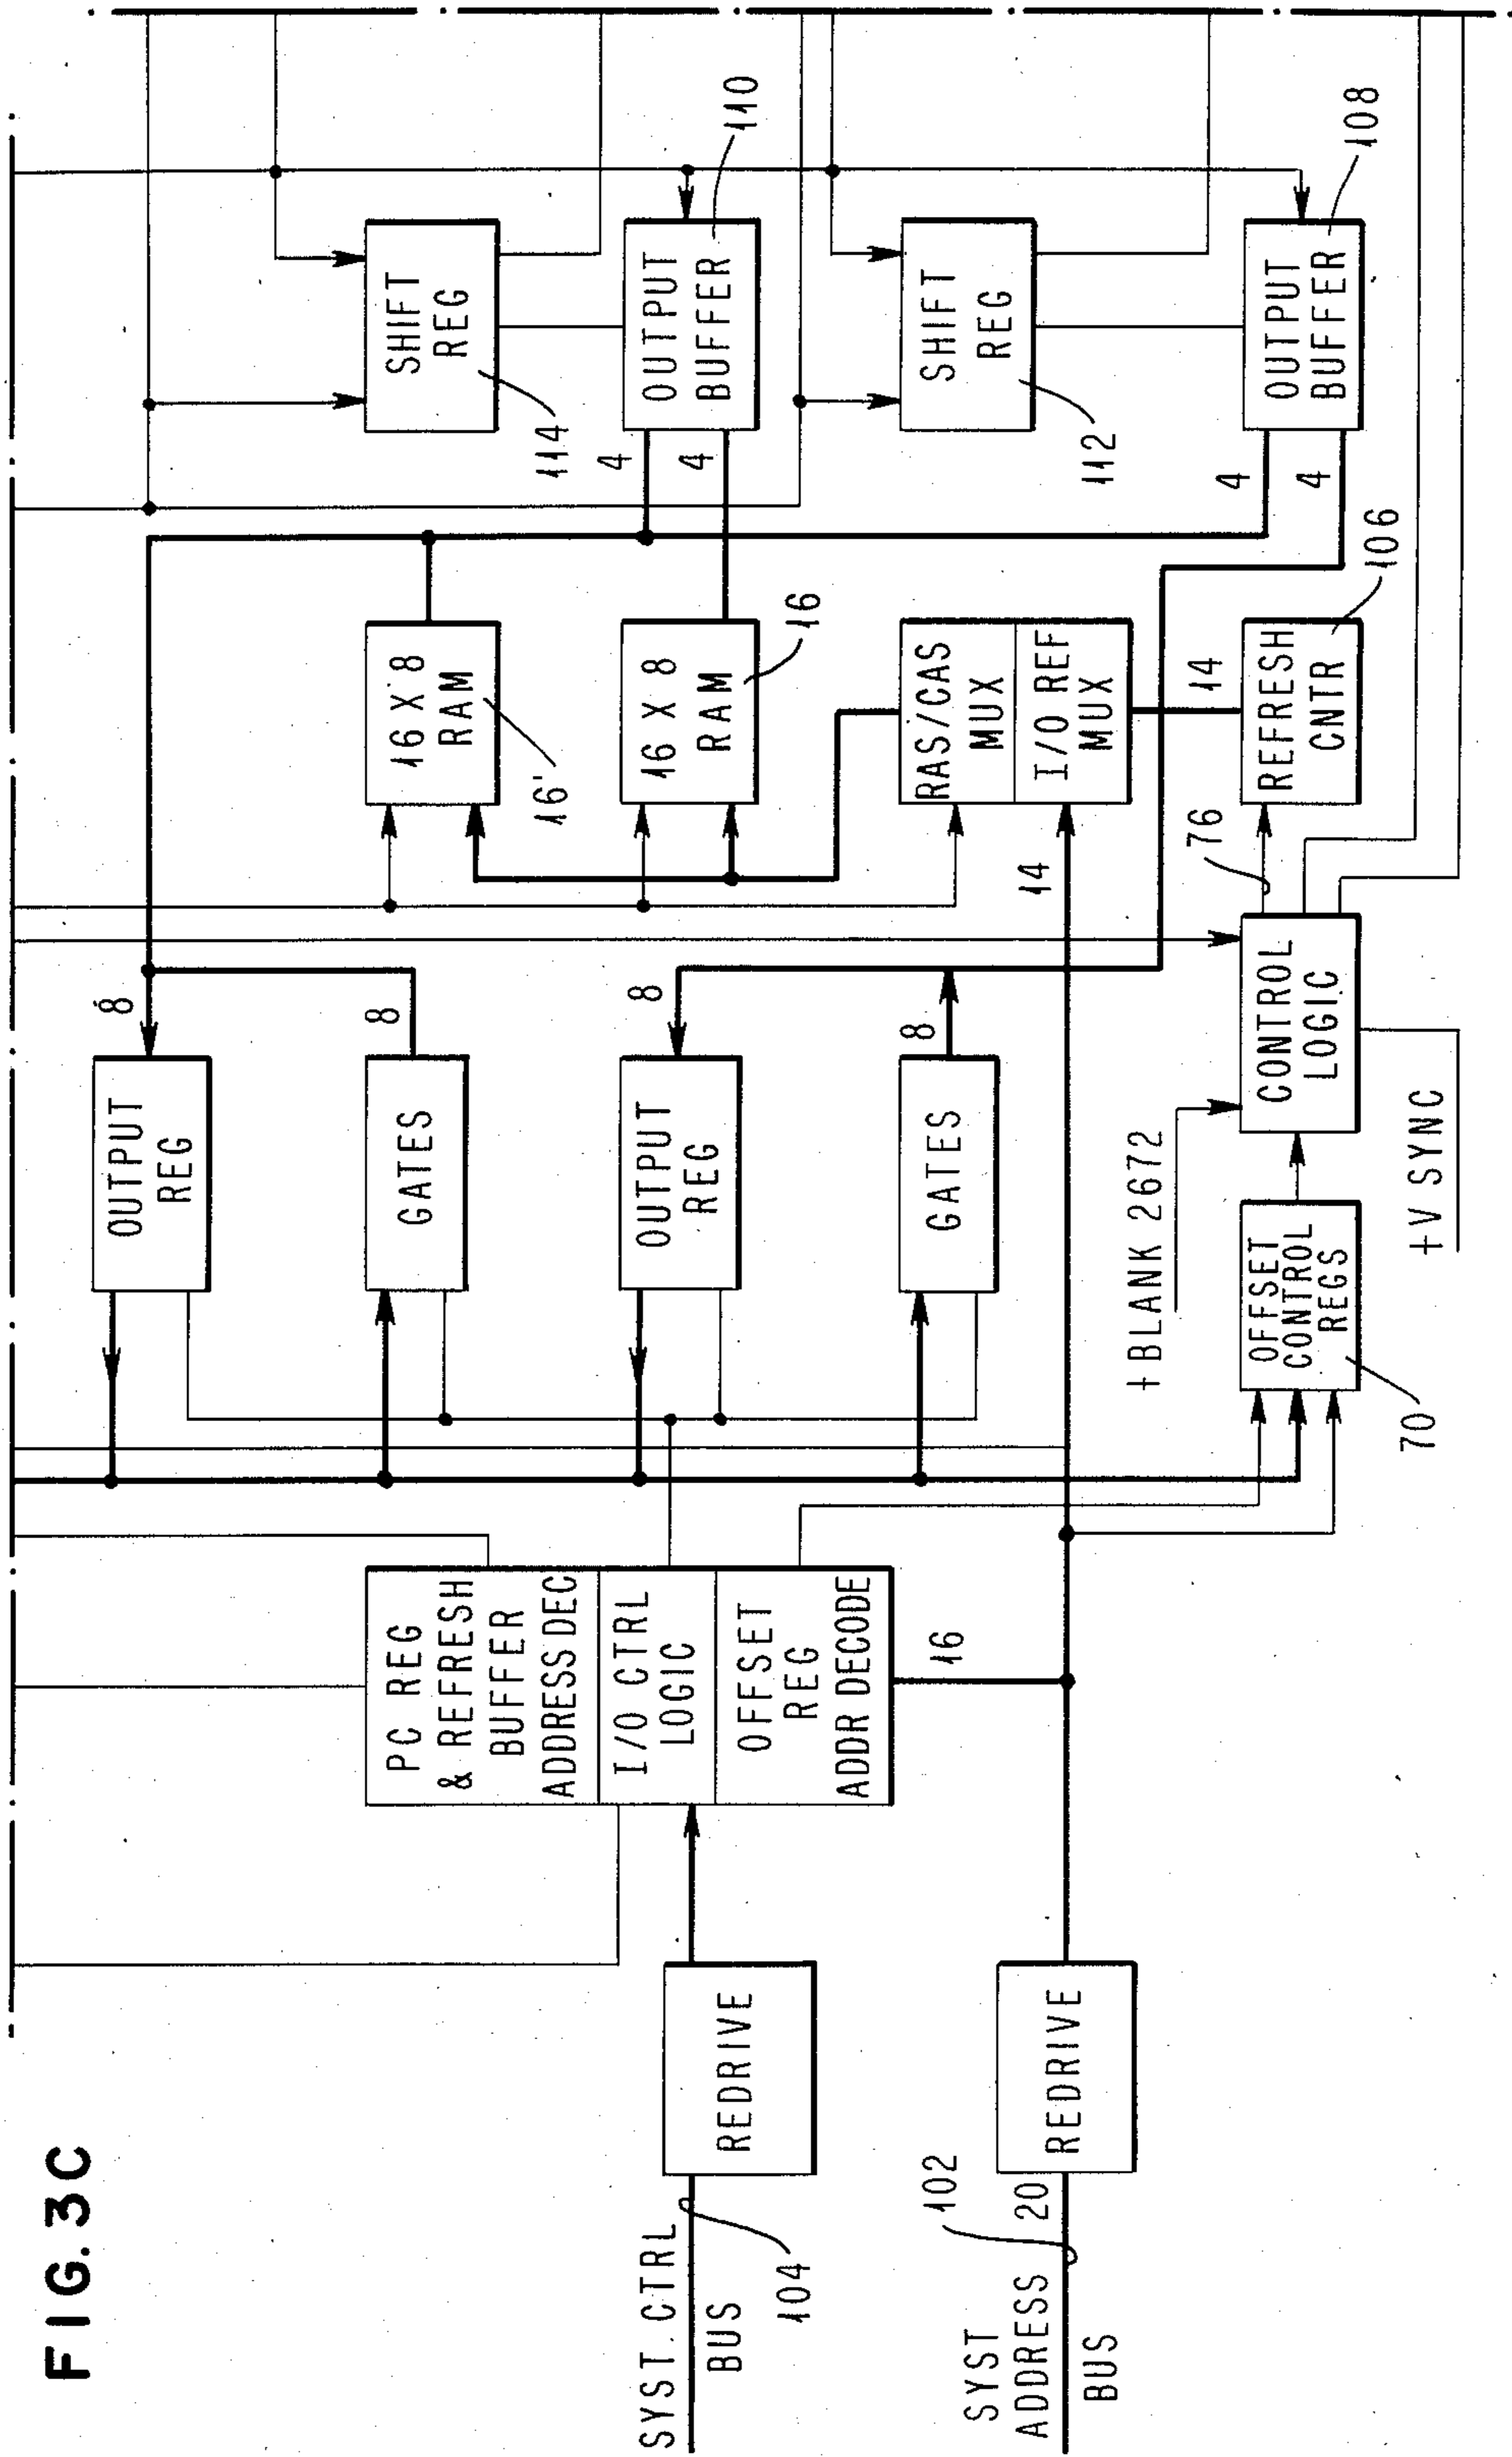 FIG. 3C
SYST. CTRL
BUS
104
SYST
ADDRESS
BUS
20
102
REDRIVE
REDRIVE
PC REG
& REFRESH
BUFFER
ADDRESS DEC
I/O CTRL
LOGIC
OFFSET
REG
ADDR DECODE
16
OUTPUT
REG
8
GATES
8
OUTPUT
REG
8
GATES
8
+BLANK 2672
OFFSET
CONTROL
REGS
70
+V SYNC
CONTROL
LOGIC
76
16 X 8
RAM
16'
16 X 8
RAM
16
RAS/CAS
MUX
I/O REF
MUX
14
14
REFRESH
CNTR
106
SHIFT
REG
114
4
4
OUTPUT
BUFFER
110
SHIFT
REG
112
4
4
OUTPUT
BUFFER
108